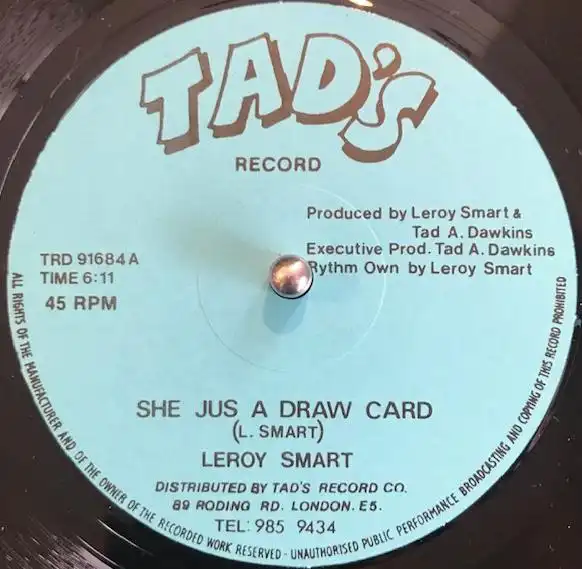 TAD'S
RECORD
Produced by Leroy Smart &
Tad A. Dawkins
Executive Prod. Tad A. Dawkins
Rythm Own by Leroy Smart
TRD 91684 A
TIME 6:11
45 RPM
SHE JUS A DRAW CARD
(L. SMART)
LEROY SMART
DISTRIBUTED BY TAD'S RECORD CO.
89 RODING RD. LONDON. E5.
TEL: 985 9434
ALL RIGHTS OF THE MANUFACTURER AND OF THE OWNER OF THE RECORDED WORK RESERVED - UNAUTHORISED PUBLIC PERFORMANCE BROADCASTING AND COPYING OF THIS RECORD PROHIBITED